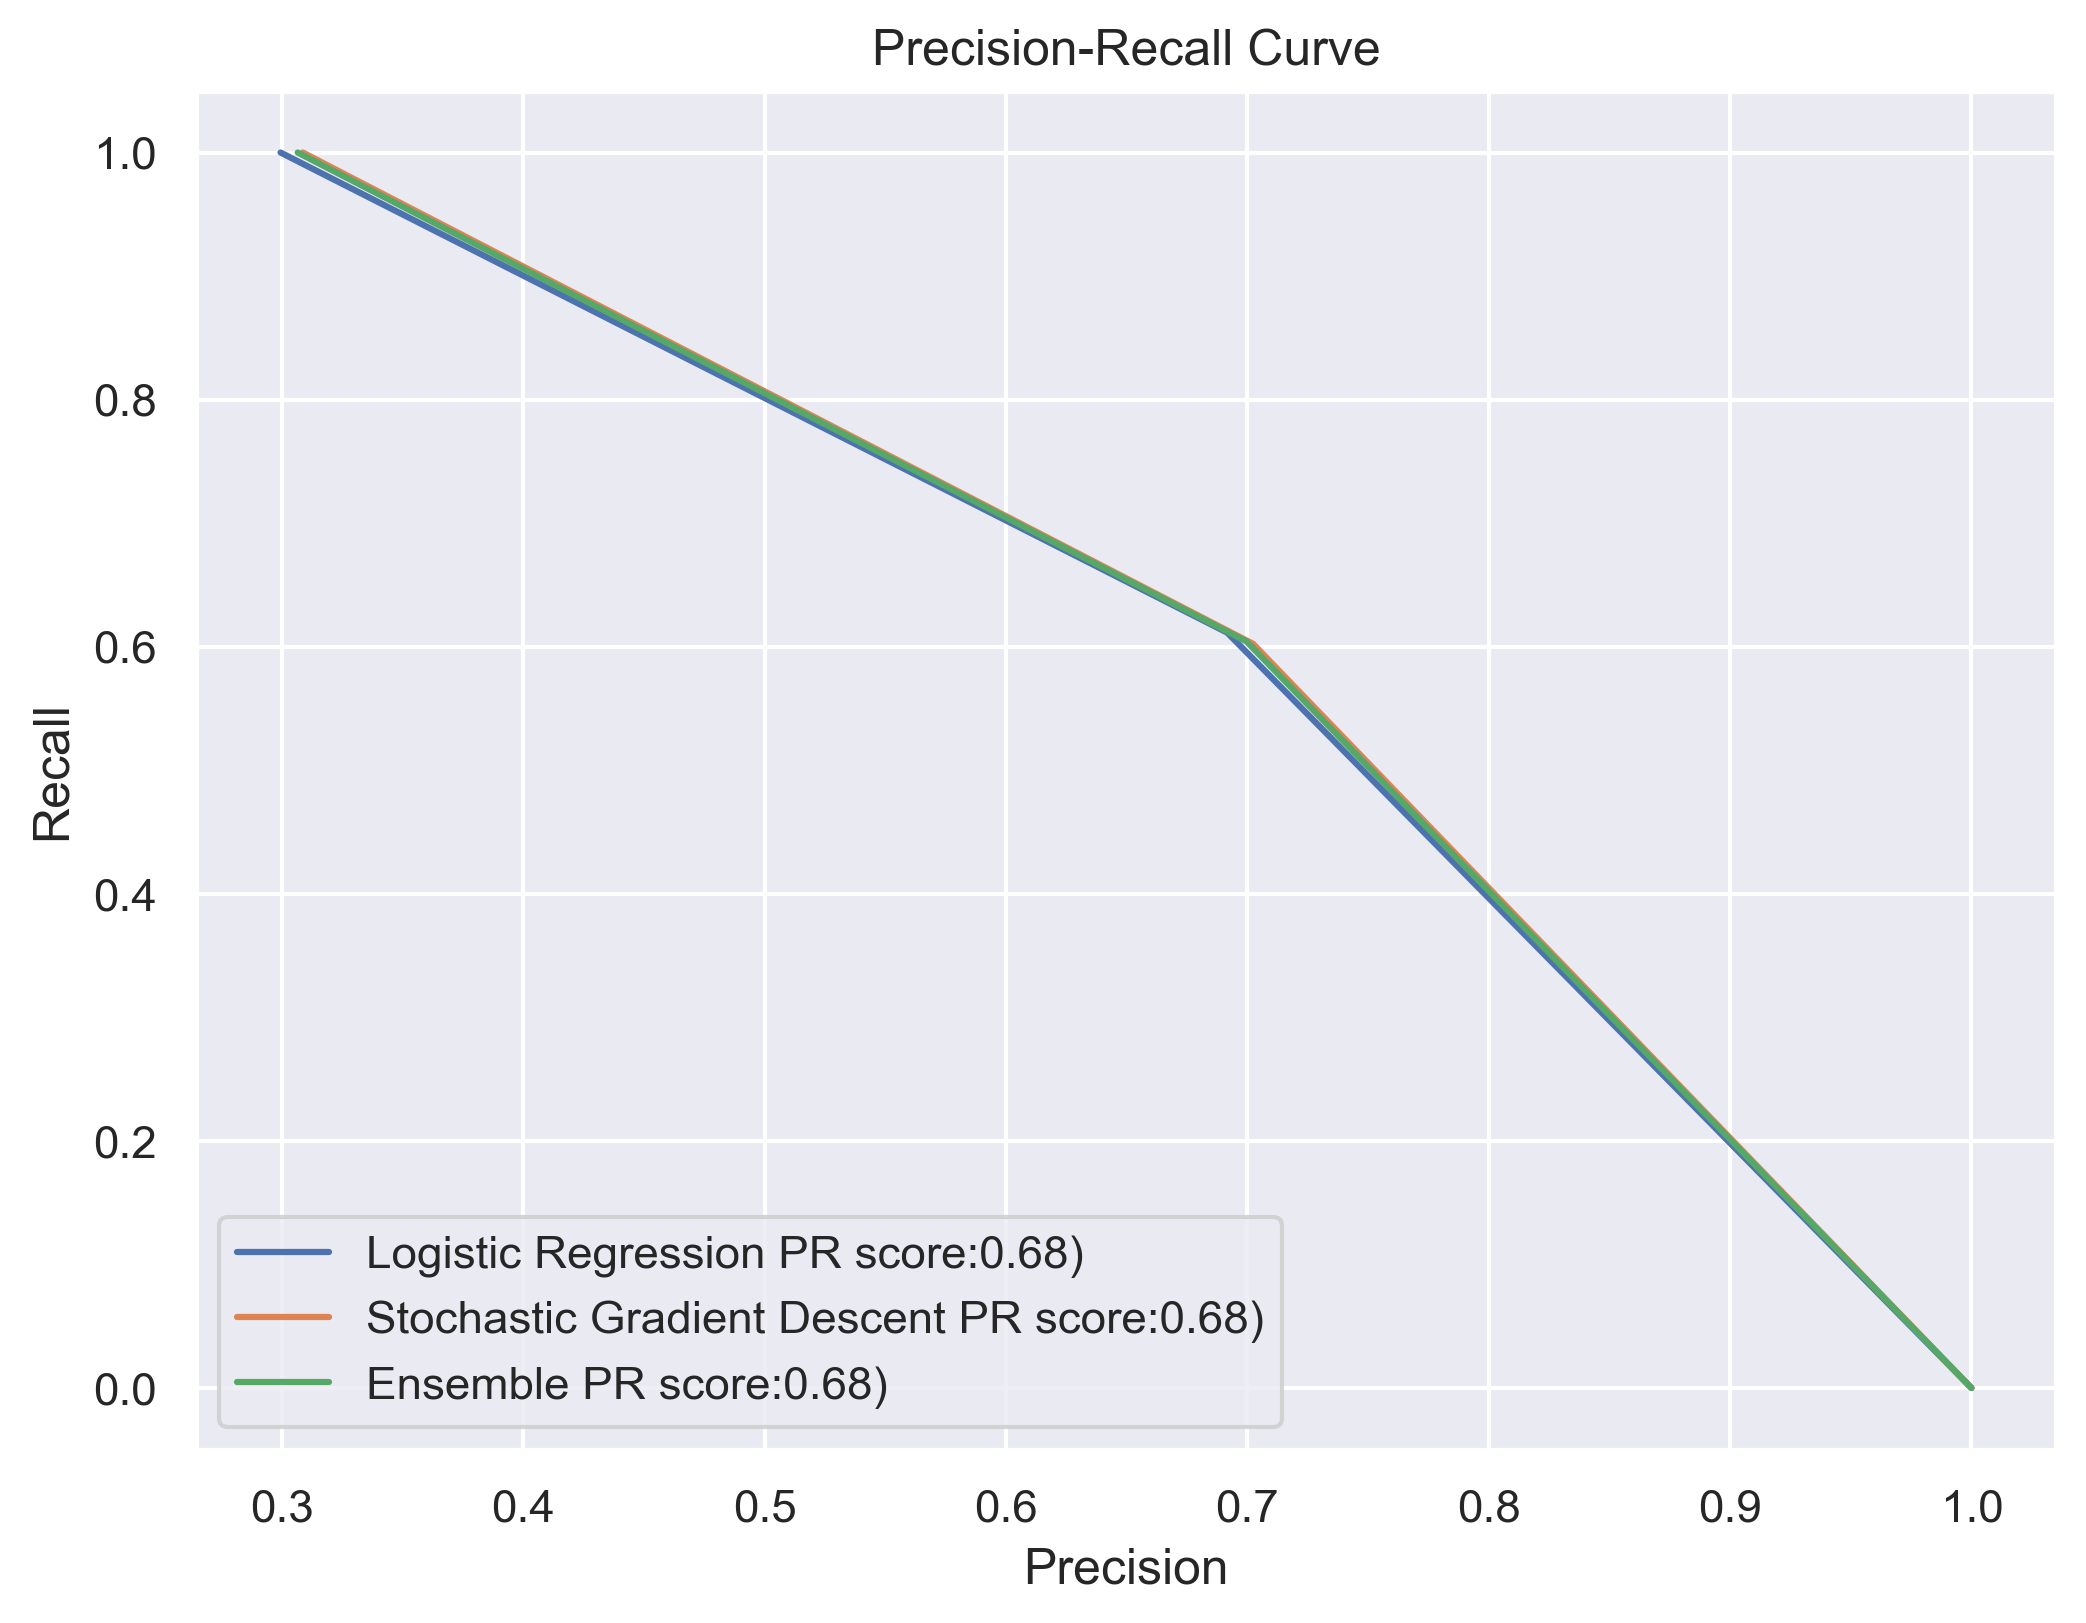 Precision-Recall Curve
1.0
0.8
0.6
0.4
0.2
0.0
Recall
Logistic Regression PR score:0.68)
Stochastic Gradient Descent PR score:0.68)
Ensemble PR score:0.68)
0.3 0.4 0.5 0.6 0.7 0.8 0.9 1.0
Precision